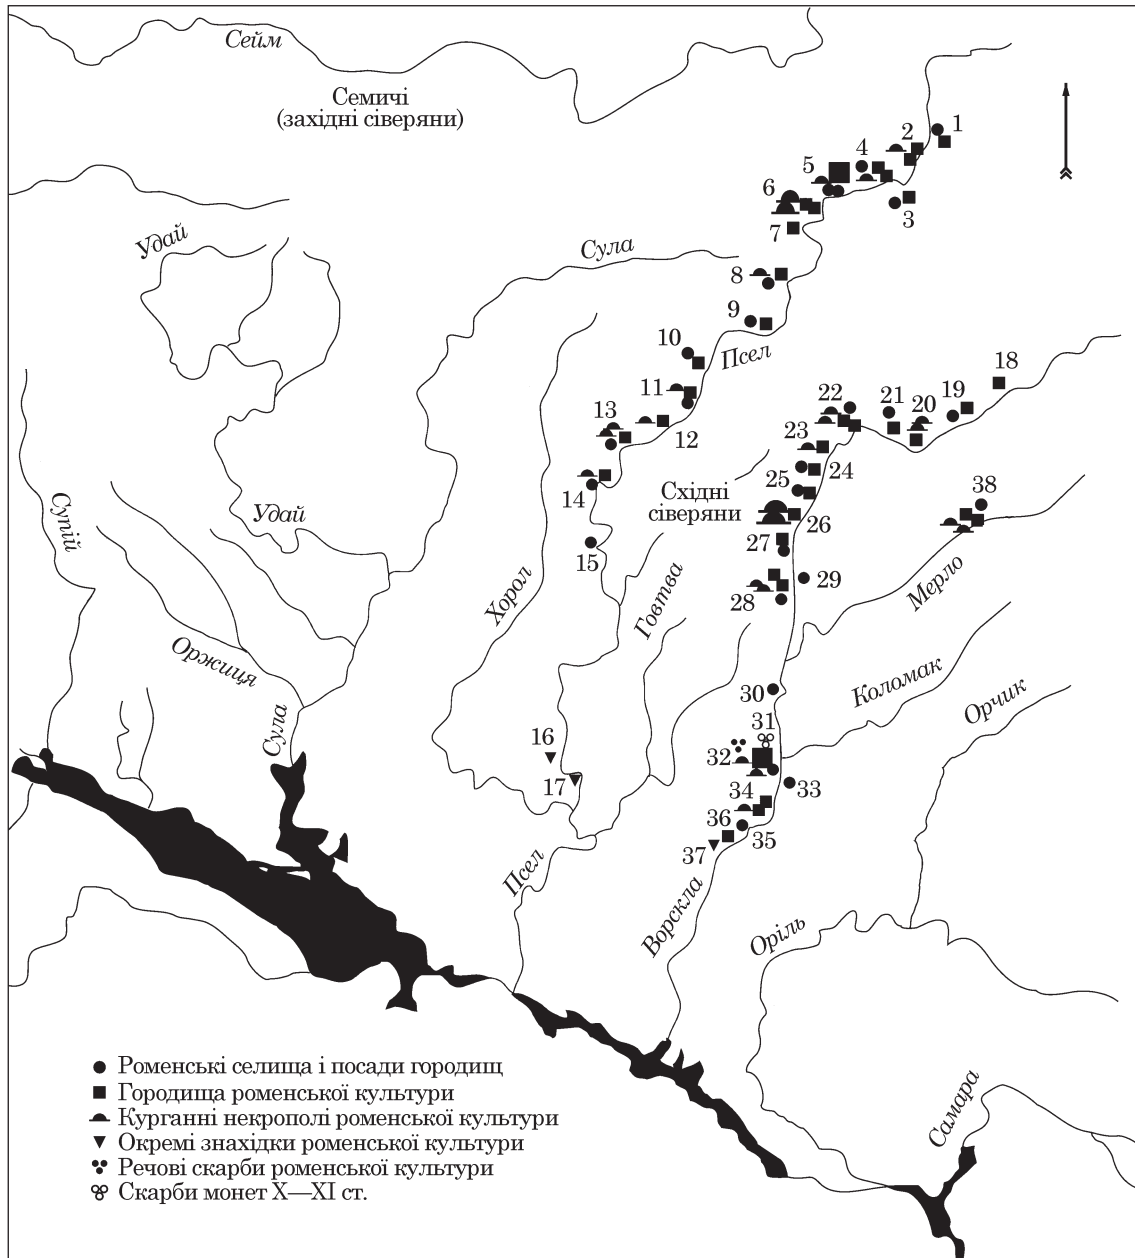 Сейм
Семичі
(західні сіверяни)
1
2
4
5
6
3
7
Удай
Сула
8
9
Псел
10
11
12
13
14
15
18
19
20
21
22
23
24
25
Східні
сіверяни
26
27
28
29
38
Супій
Удай
Хорол
Говтва
Мерло
Оржиця
Сула
30
Коломак
Орчик
31
32
33
16
17
34
35
36
37
Псел
Ворскла
Оріль
Самара
Роменські селища і посади городищ
Городища роменської культури
Курганні некрополі роменської культури
Окремі знахідки роменської культури
Речові скарби роменської культури
Скарби монет X—XI ст.